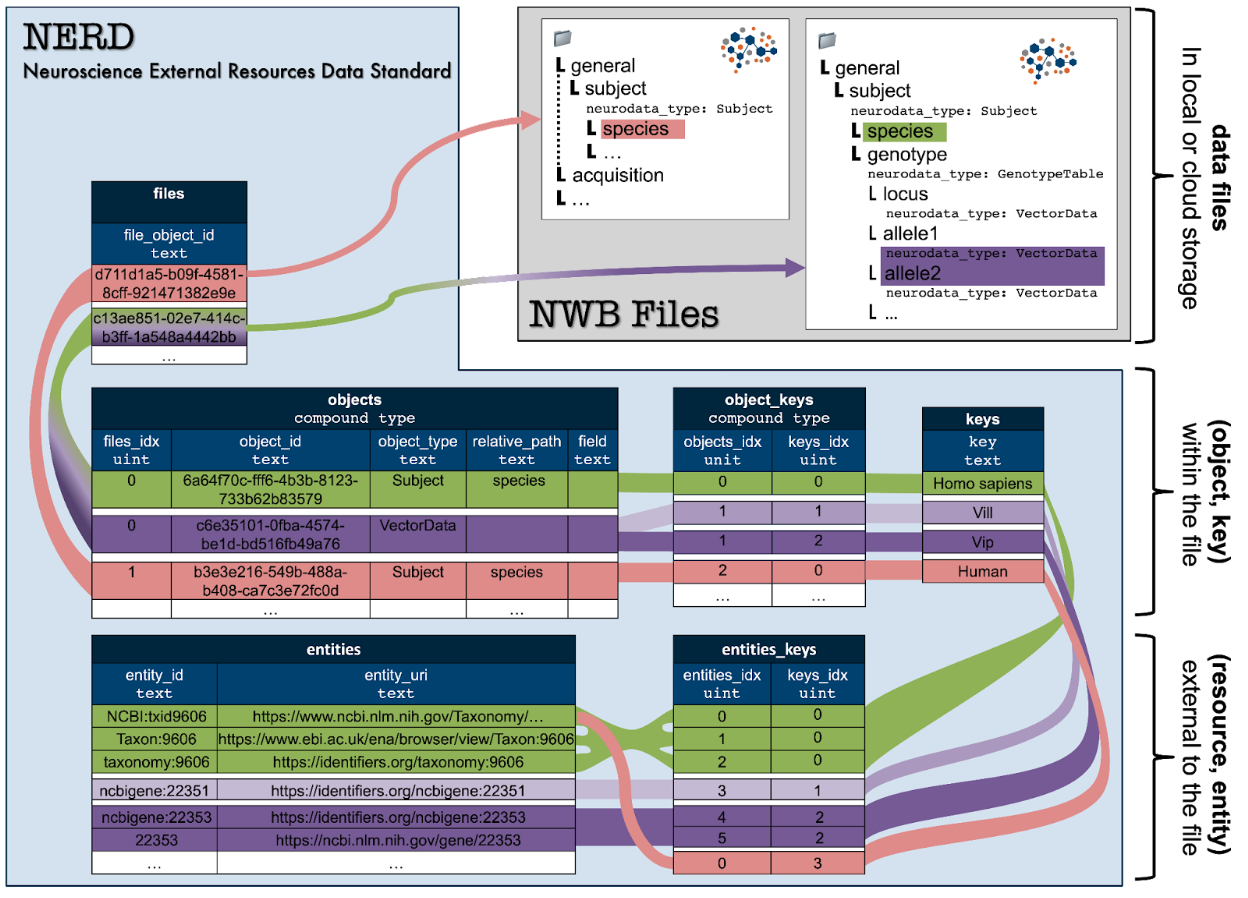 NERD
Neuroscience External Resources Data Standard
files
file_object_id
text
d711d1a5-b09f-4581-
8cff-921471382e9e
c13ae851-02e7-414c-
b3ff-1a548a4442bb
...
general
subject
neurodata_type: Subject
species
...
acquisition
...
general
subject
neurodata_type: Subject
species
genotype
neurodata_type: GenotypeTable
locus
neurodata_type: VectorData
allele1
neurodata_type: VectorData
allele2
neurodata_type: VectorData
...
NWB Files
data files
In local or cloud storage
objects
compound type
files_idx object_id object_type relative_path field
uint text text text text
0 6a64f70c-fff6-4b3b-8123- Subject species
733b62b83579
0 c6e35101-0fba-4574- VectorData
be1d-bd516fb49a76
1 b3e3e216-549b-488a- Subject species
b408-ca7c3e72fc0d
... ...
object_keys
compound type
objects_idx keys_idx
unit uint
0 0
1 1
1 2
2 0
... ...
keys
key
text
Homo sapiens
Vill
Vip
Human
(object, key)
within the file
entities
entity_id entity_uri
text text
NCBI:txid9606 https://www.ncbi.nlm.nih.gov/Taxonomy/...
Taxon:9606 https://www.ebi.ac.uk/ena/browser/view/Taxon:9606
taxonomy:9606 https://identifiers.org/taxonomy:9606
ncbigene:22351 https://identifiers.org/ncbigene:22351
ncbigene:22353 https://identifiers.org/ncbigene:22353
22353 https://ncbi.nlm.nih.gov/gene/22353
... ...
entities_keys
entities_idx keys_idx
uint uint
0 0
1 0
2 0
3 1
4 2
5 2
0 3
(resource, entity)
external to the file